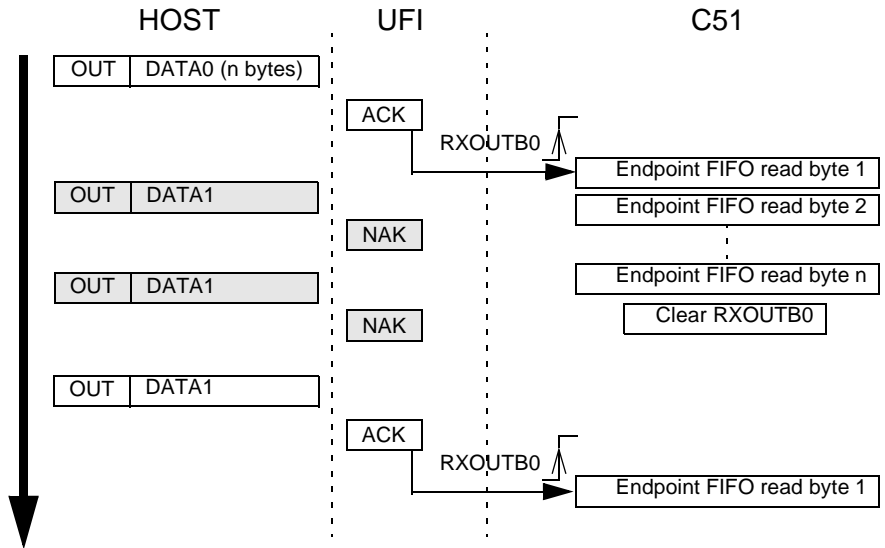 HOST UFI C51
OUT DATA0 (n bytes)
ACK
RXOUTB0
Endpoint FIFO read byte 1
OUT DATA1
Endpoint FIFO read byte 2
NAK
OUT DATA1
Endpoint FIFO read byte n
NAK
Clear RXOUTB0
OUT DATA1
ACK
RXOUTB0
Endpoint FIFO read byte 1